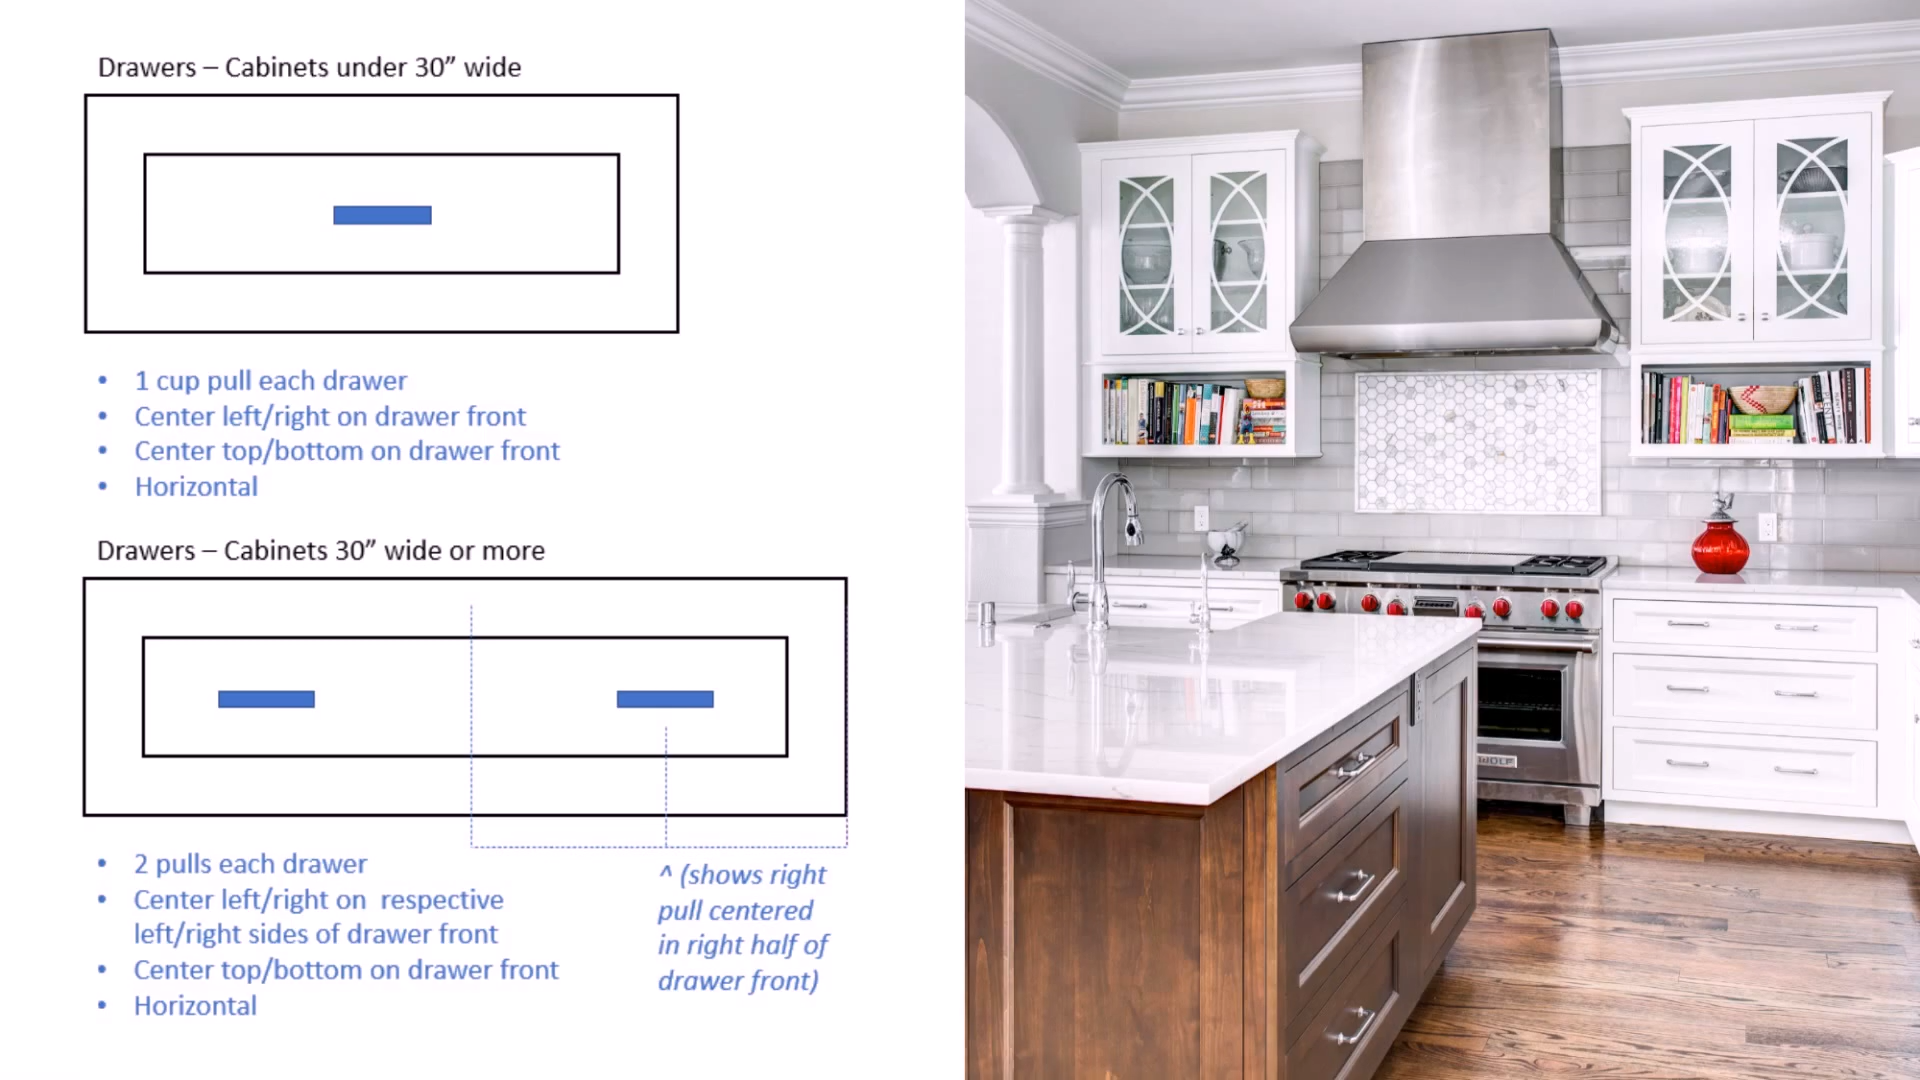 Drawers – Cabinets under 30” wide
• 1 cup pull each drawer
• Center left/right on drawer front
• Center top/bottom on drawer front
• Horizontal
Drawers – Cabinets 30” wide or more
• 2 pulls each drawer
• Center left/right on respective
left/right sides of drawer front
• Center top/bottom on drawer front
• Horizontal
^ (shows right
pull centered
in right half of
drawer front)
WOLF